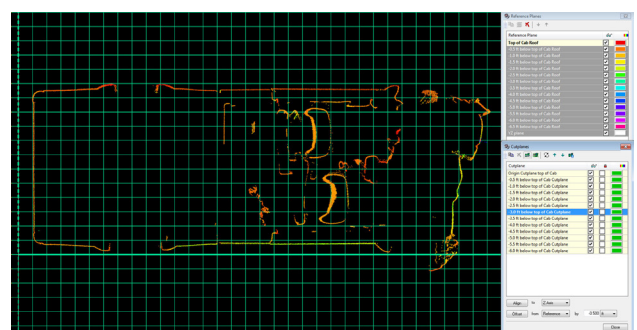 Reference Planes
Reference Plane
Top of Cab Roof
-0.5 ft below top of Cab Roof
-1.0 ft below top of Cab Roof
-1.5 ft below top of Cab Roof
-2.0 ft below top of Cab Roof
-2.5 ft below top of Cab Roof
-3.0 ft below top of Cab Roof
-3.5 ft below top of Cab Roof
-4.0 ft below top of Cab Roof
-4.5 ft below top of Cab Roof
-5.0 ft below top of Cab Roof
-5.5 ft below top of Cab Roof
-6.0 ft below top of Cab Roof
Cutplanes
Cutplane
Origin Cutplane top of Cab
-0.5 ft below top of Cab Cutplane
-1.0 ft below top of Cab Cutplane
-1.5 ft below top of Cab Cutplane
-2.0 ft below top of Cab Cutplane
-2.5 ft below top of Cab Cutplane
-3.0 ft below top of Cab Cutplane
-3.5 ft below top of Cab Cutplane
-4.0 ft below top of Cab Cutplane
-4.5 ft below top of Cab Cutplane
-5.0 ft below top of Cab Cutplane
-5.5 ft below top of Cab Cutplane
-6.0 ft below top of Cab Cutplane
Align to Z Axis
Offset from Reference by 0.500 ft
Close